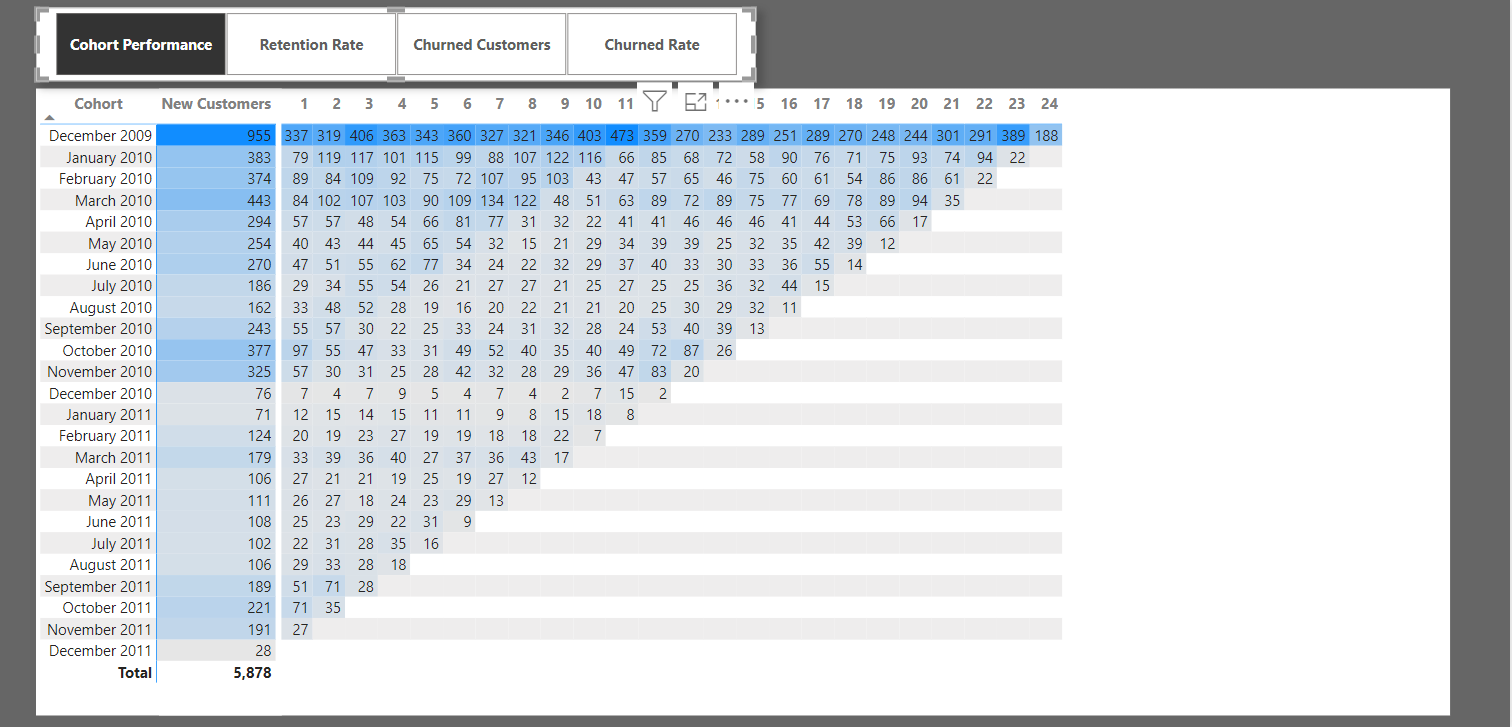 Cohort Performance Retention Rate Churned Customers Churned Rate
Cohort New Customers 1 2 3 4 5 6 7 8 9 10 11 5 16 17 18 19 20 21 22 23 24
December 2009 955 337 319 406 363 343 360 327 321 346 403 473 359 270 233 289 251 289 270 248 244 301 291 389 188
January 2010 383 79 119 117 101 115 99 88 107 122 116 66 85 68 72 58 90 76 71 75 93 74 94 22
February 2010 374 89 84 109 92 75 72 107 95 103 43 47 57 65 46 75 60 61 54 86 86 61 22
March 2010 443 84 102 107 103 90 109 134 122 48 51 63 89 72 89 75 77 69 78 89 94 35
April 2010 294 57 57 48 54 66 81 77 31 32 22 41 41 46 46 46 41 44 53 66 17
May 2010 254 40 43 44 45 65 54 32 15 21 29 34 39 39 25 32 35 42 39 12
June 2010 270 47 51 55 62 77 34 24 22 32 29 37 40 33 30 33 36 55 14
July 2010 186 29 34 55 54 26 21 27 27 21 25 27 25 25 36 32 44 15
August 2010 162 33 48 52 28 19 16 20 22 21 21 20 25 30 29 32 11
September 2010 243 55 57 30 22 25 33 24 31 32 28 24 53 40 39 13
October 2010 377 97 55 47 33 31 49 52 40 35 40 49 72 87 26
November 2010 325 57 30 31 25 28 42 32 28 29 36 47 83 20
December 2010 76 7 4 7 9 5 4 7 4 2 7 15 2
January 2011 71 12 15 14 15 11 11 9 8 15 18 8
February 2011 124 20 19 23 27 19 19 18 18 22 7
March 2011 179 33 39 36 40 27 37 36 43 17
April 2011 106 27 21 21 19 25 19 27 12
May 2011 111 26 27 18 24 23 29 13
June 2011 108 25 23 29 22 31 9
July 2011 102 22 31 28 35 16
August 2011 106 29 33 28 18
September 2011 189 51 71 28
October 2011 221 71 35
November 2011 191 27
December 2011 28
Total 5,878